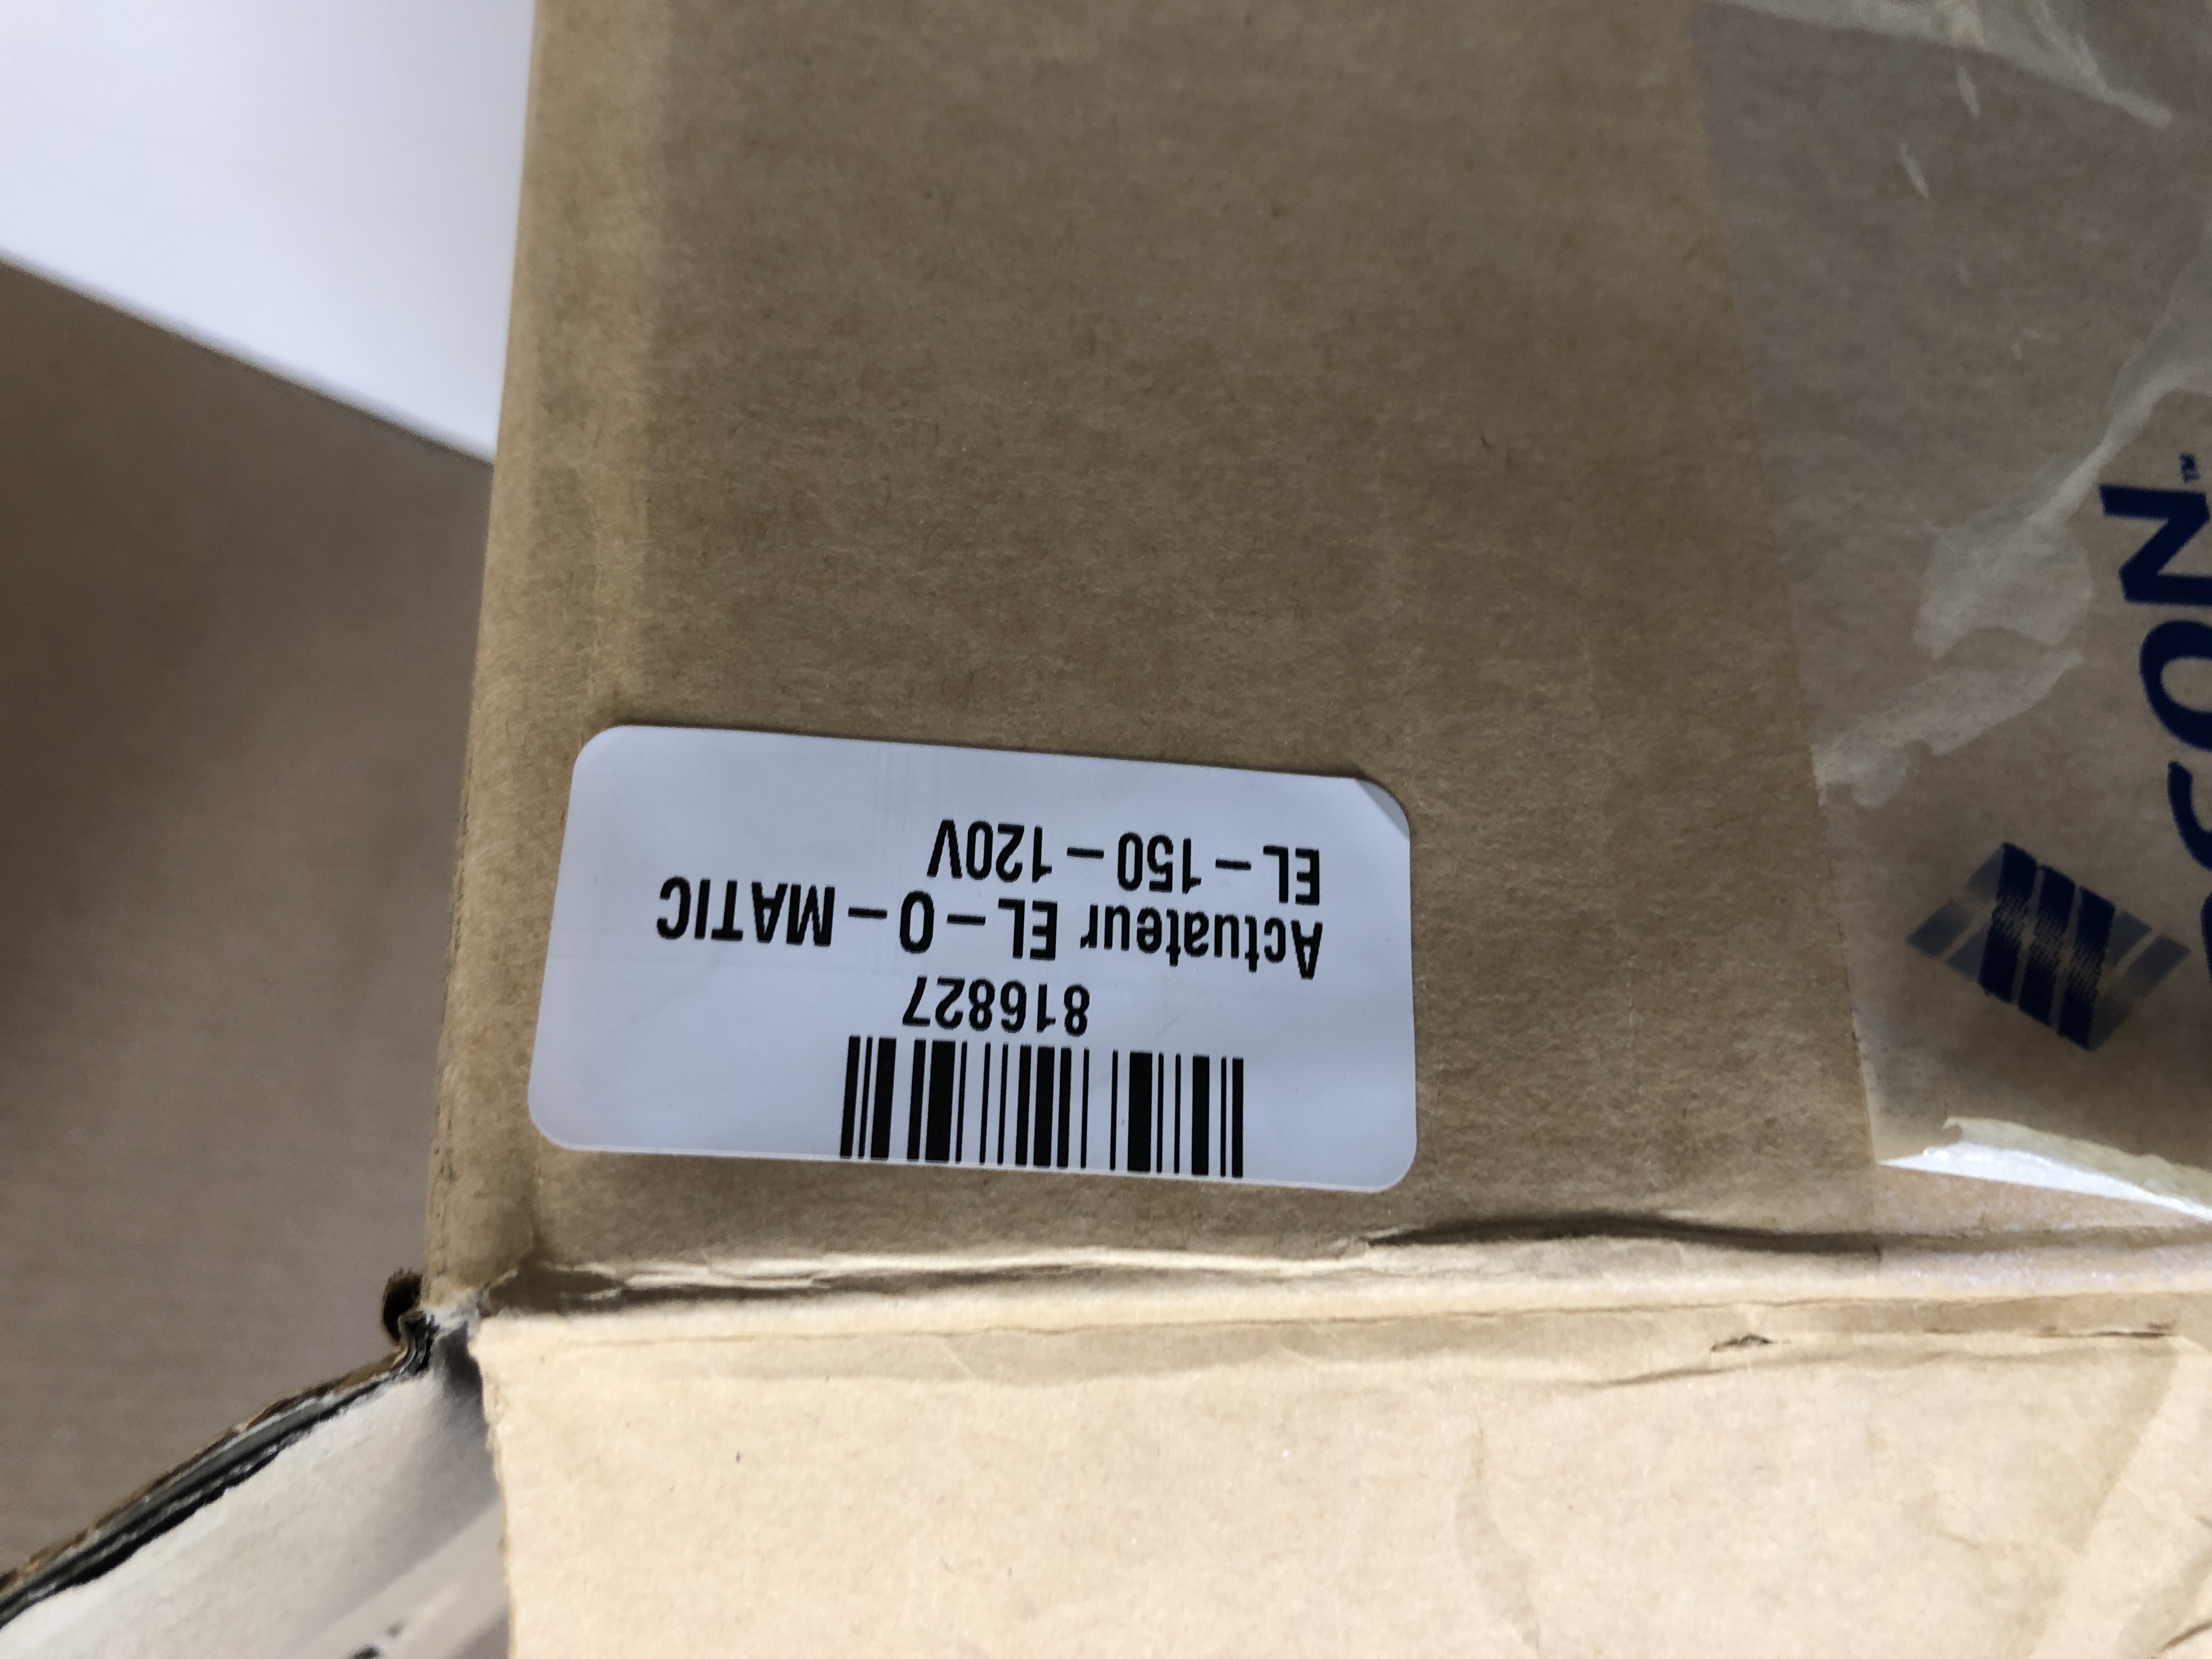 816827
Actuateur EL-O-MATIC
EL-150-120V